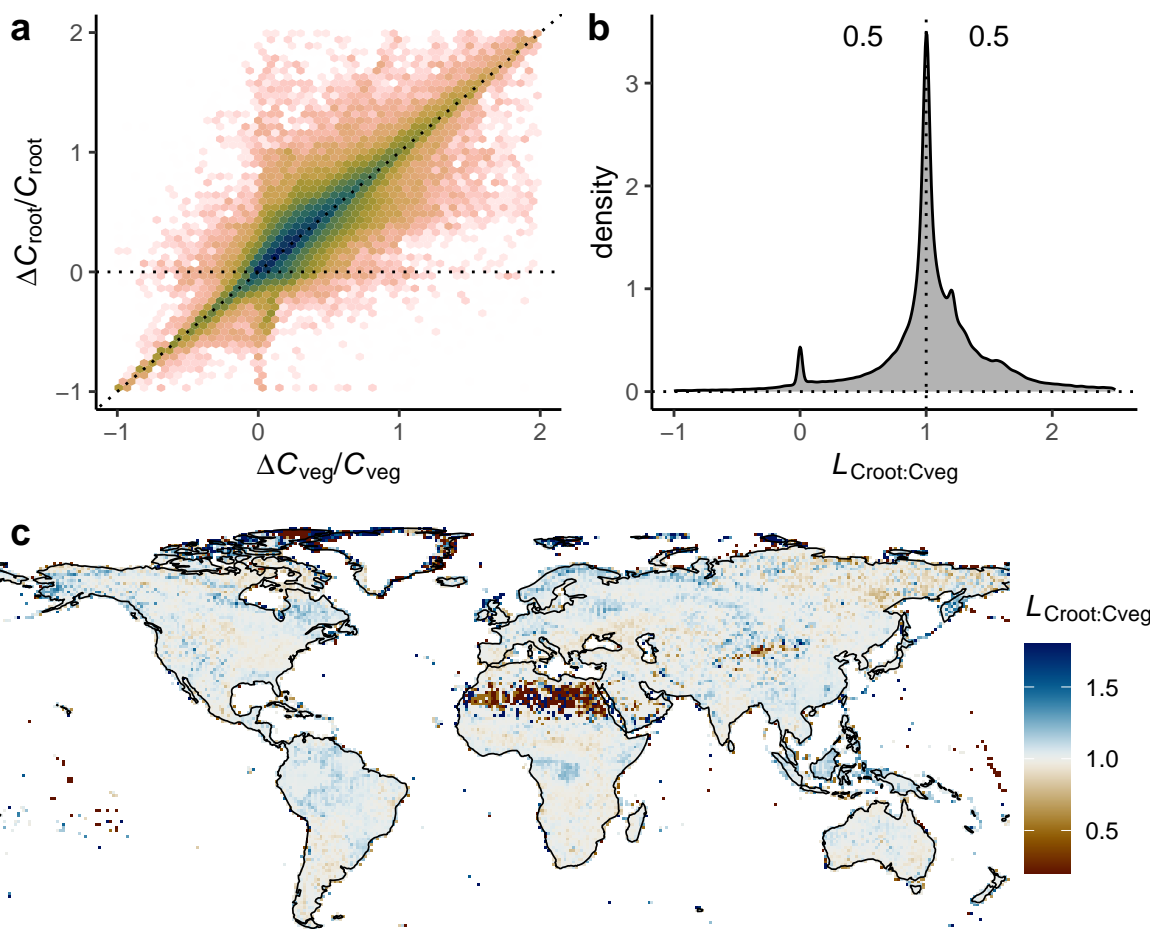 a
2
1
0
−1
ΔCroot/Croot
−1 0 1 2
ΔCveg/Cveg
b
0.5 0.5
3
2
1
0
density
−1 0 1 2
LCroot:Cveg
c
LCroot:Cveg
1.5
1.0
0.5